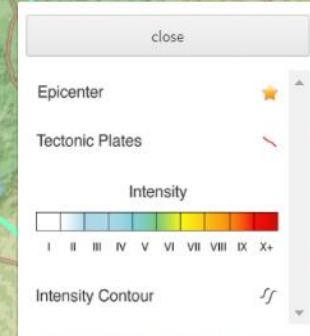 close
Epicenter
Tectonic Plates
Intensity
I II III IV V VI VII VIII IX X+
Intensity Contour